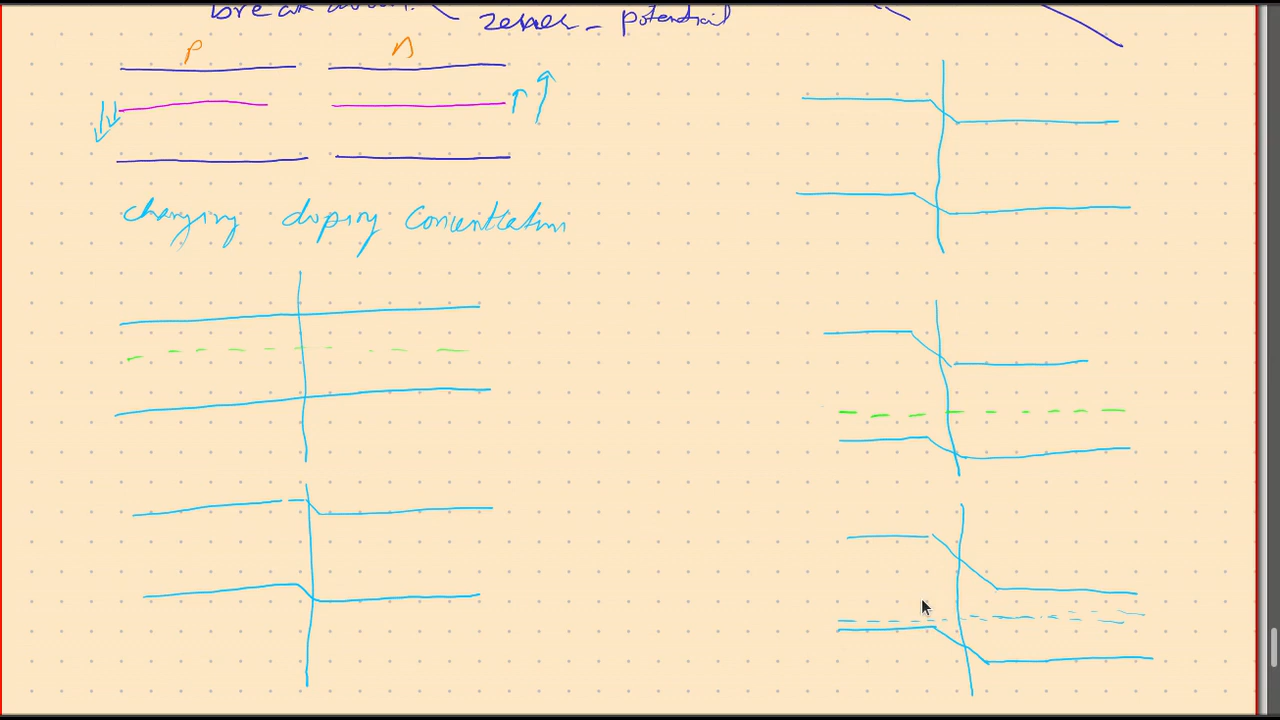 zener - potential
p n
changing doping concentration